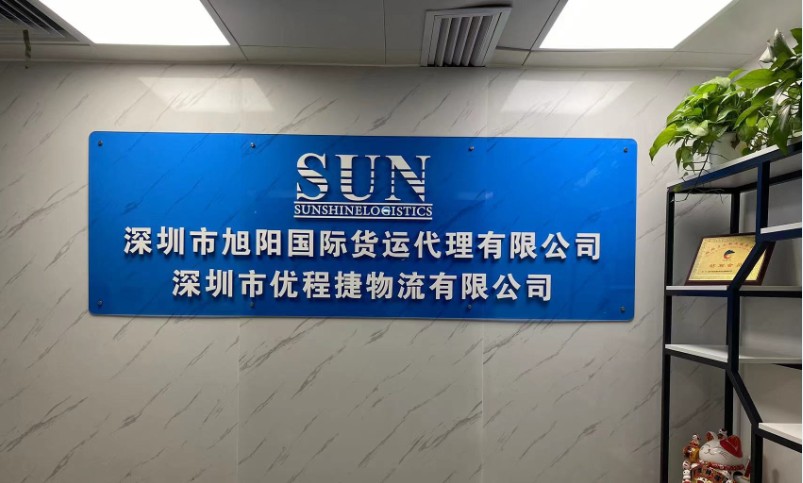 SUN
SUNSHINELOGISTICS
深圳市旭阳国际货运代理有限公司
深圳市优程捷物流有限公司